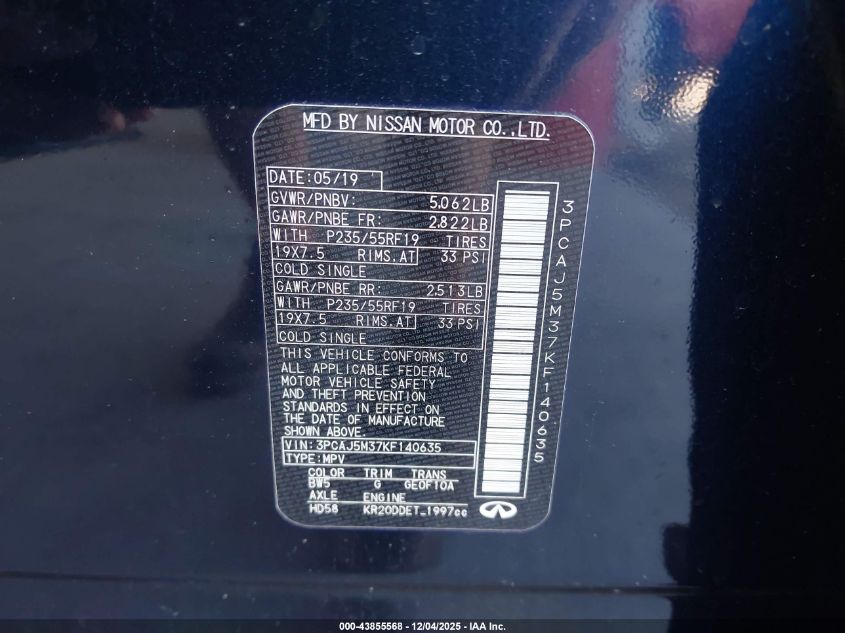 MFD BY NISSAN MOTOR CO.,LTD.
DATE:05/19
GVWR/PNBV: 5.062LB
GAWR/PNBE FR: 2.822LB
WITH P235/55RF19 TIRES
19X7.5 RIMS.AT 33 PSI
COLD SINGLE
GAWR/PNBE RR: 2.513LB
WITH P235/55RF19 TIRES
19X7.5 RIMS.AT 33 PSI
COLD SINGLE
THIS VEHICLE CONFORMS TO
ALL APPLICABLE FEDERAL
MOTOR VEHICLE SAFETY
AND THEFT PREVENTION
STANDARDS IN EFFECT ON
THE DATE OF MANUFACTURE
SHOWN ABOVE.
VIN:3PCAJ5M37KF140635
TYPE:MPV
COLOR TRIM TRANS
BW5 G GE0F10A
AXLE ENGINE
HD58 KR20DDET_1997cc
3PCAJ5M37KF140635
000-43855568 - 12/04/2025 - IAA Inc.